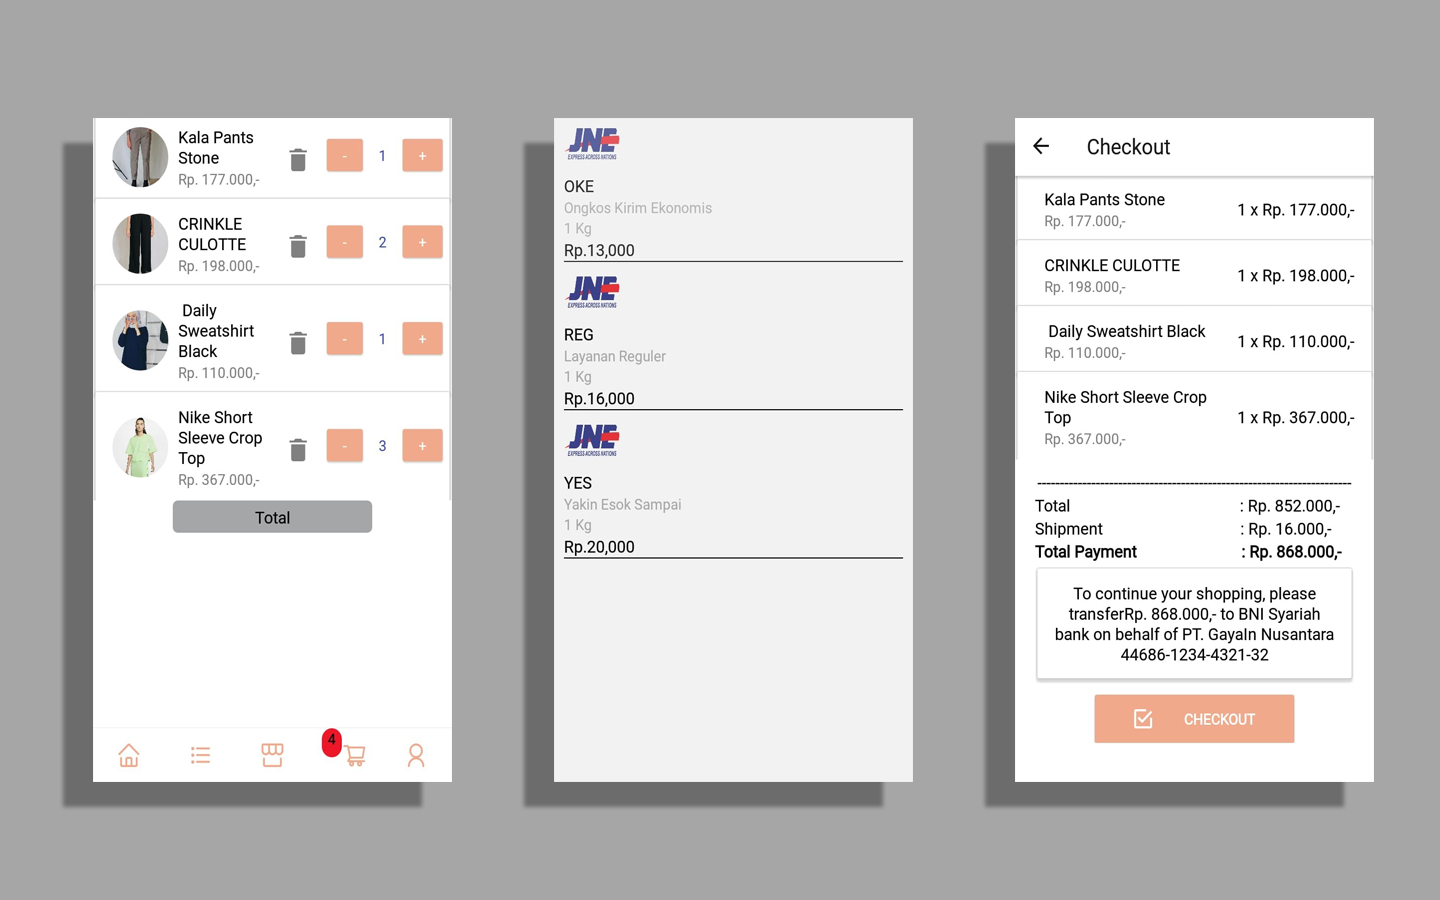 Kala Pants
Stone
Rp. 177.000,-
- 1 +
CRINKLE
CULOTTE
Rp. 198.000,-
- 2 +
Daily
Sweatshirt
Black
Rp. 110.000,-
- 1 +
Nike Short
Sleeve Crop
Top
Rp. 367.000,-
- 3 +
Total
4
JNE
EXPRESS ACROSS NATIONS
OKE
Ongkos Kirim Ekonomis
1 Kg
Rp.13,000
JNE
EXPRESS ACROSS NATIONS
REG
Layanan Reguler
1 Kg
Rp.16,000
JNE
EXPRESS ACROSS NATIONS
YES
Yakin Esok Sampai
1 Kg
Rp.20,000
Checkout
Kala Pants Stone
Rp. 177.000,-
1 x Rp. 177.000,-
CRINKLE CULOTTE
Rp. 198.000,-
1 x Rp. 198.000,-
Daily Sweatshirt Black
Rp. 110.000,-
1 x Rp. 110.000,-
Nike Short Sleeve Crop
Top
Rp. 367.000,-
1 x Rp. 367.000,-
Total : Rp. 852.000,-
Shipment : Rp. 16.000,-
Total Payment : Rp. 868.000,-
To continue your shopping, please
transferRp. 868.000,- to BNI Syariah
bank on behalf of PT. GayaIn Nusantara
44686-1234-4321-32
CHECKOUT